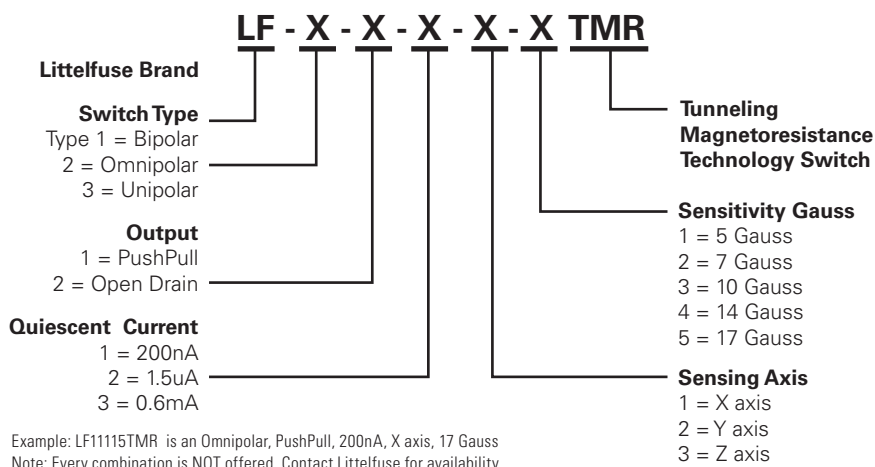 LF - X - X - X - X - X TMR
Littelfuse Brand
Switch Type
Type 1 = Bipolar
2 = Omnipolar
3 = Unipolar
Output
1 = PushPull
2 = Open Drain
Quiescent Current
1 = 200nA
2 = 1.5uA
3 = 0.6mA
Tunneling
Magnetoresistance
Technology Switch
Sensitivity Gauss
1 = 5 Gauss
2 = 7 Gauss
3 = 10 Gauss
4 = 14 Gauss
5 = 17 Gauss
Sensing Axis
1 = X axis
2 = Y axis
3 = Z axis
Example: LF11115TMR is an Omnipolar, PushPull, 200nA, X axis, 17 Gauss
Note: Every combination is NOT offered. Contact Littelfuse for availability